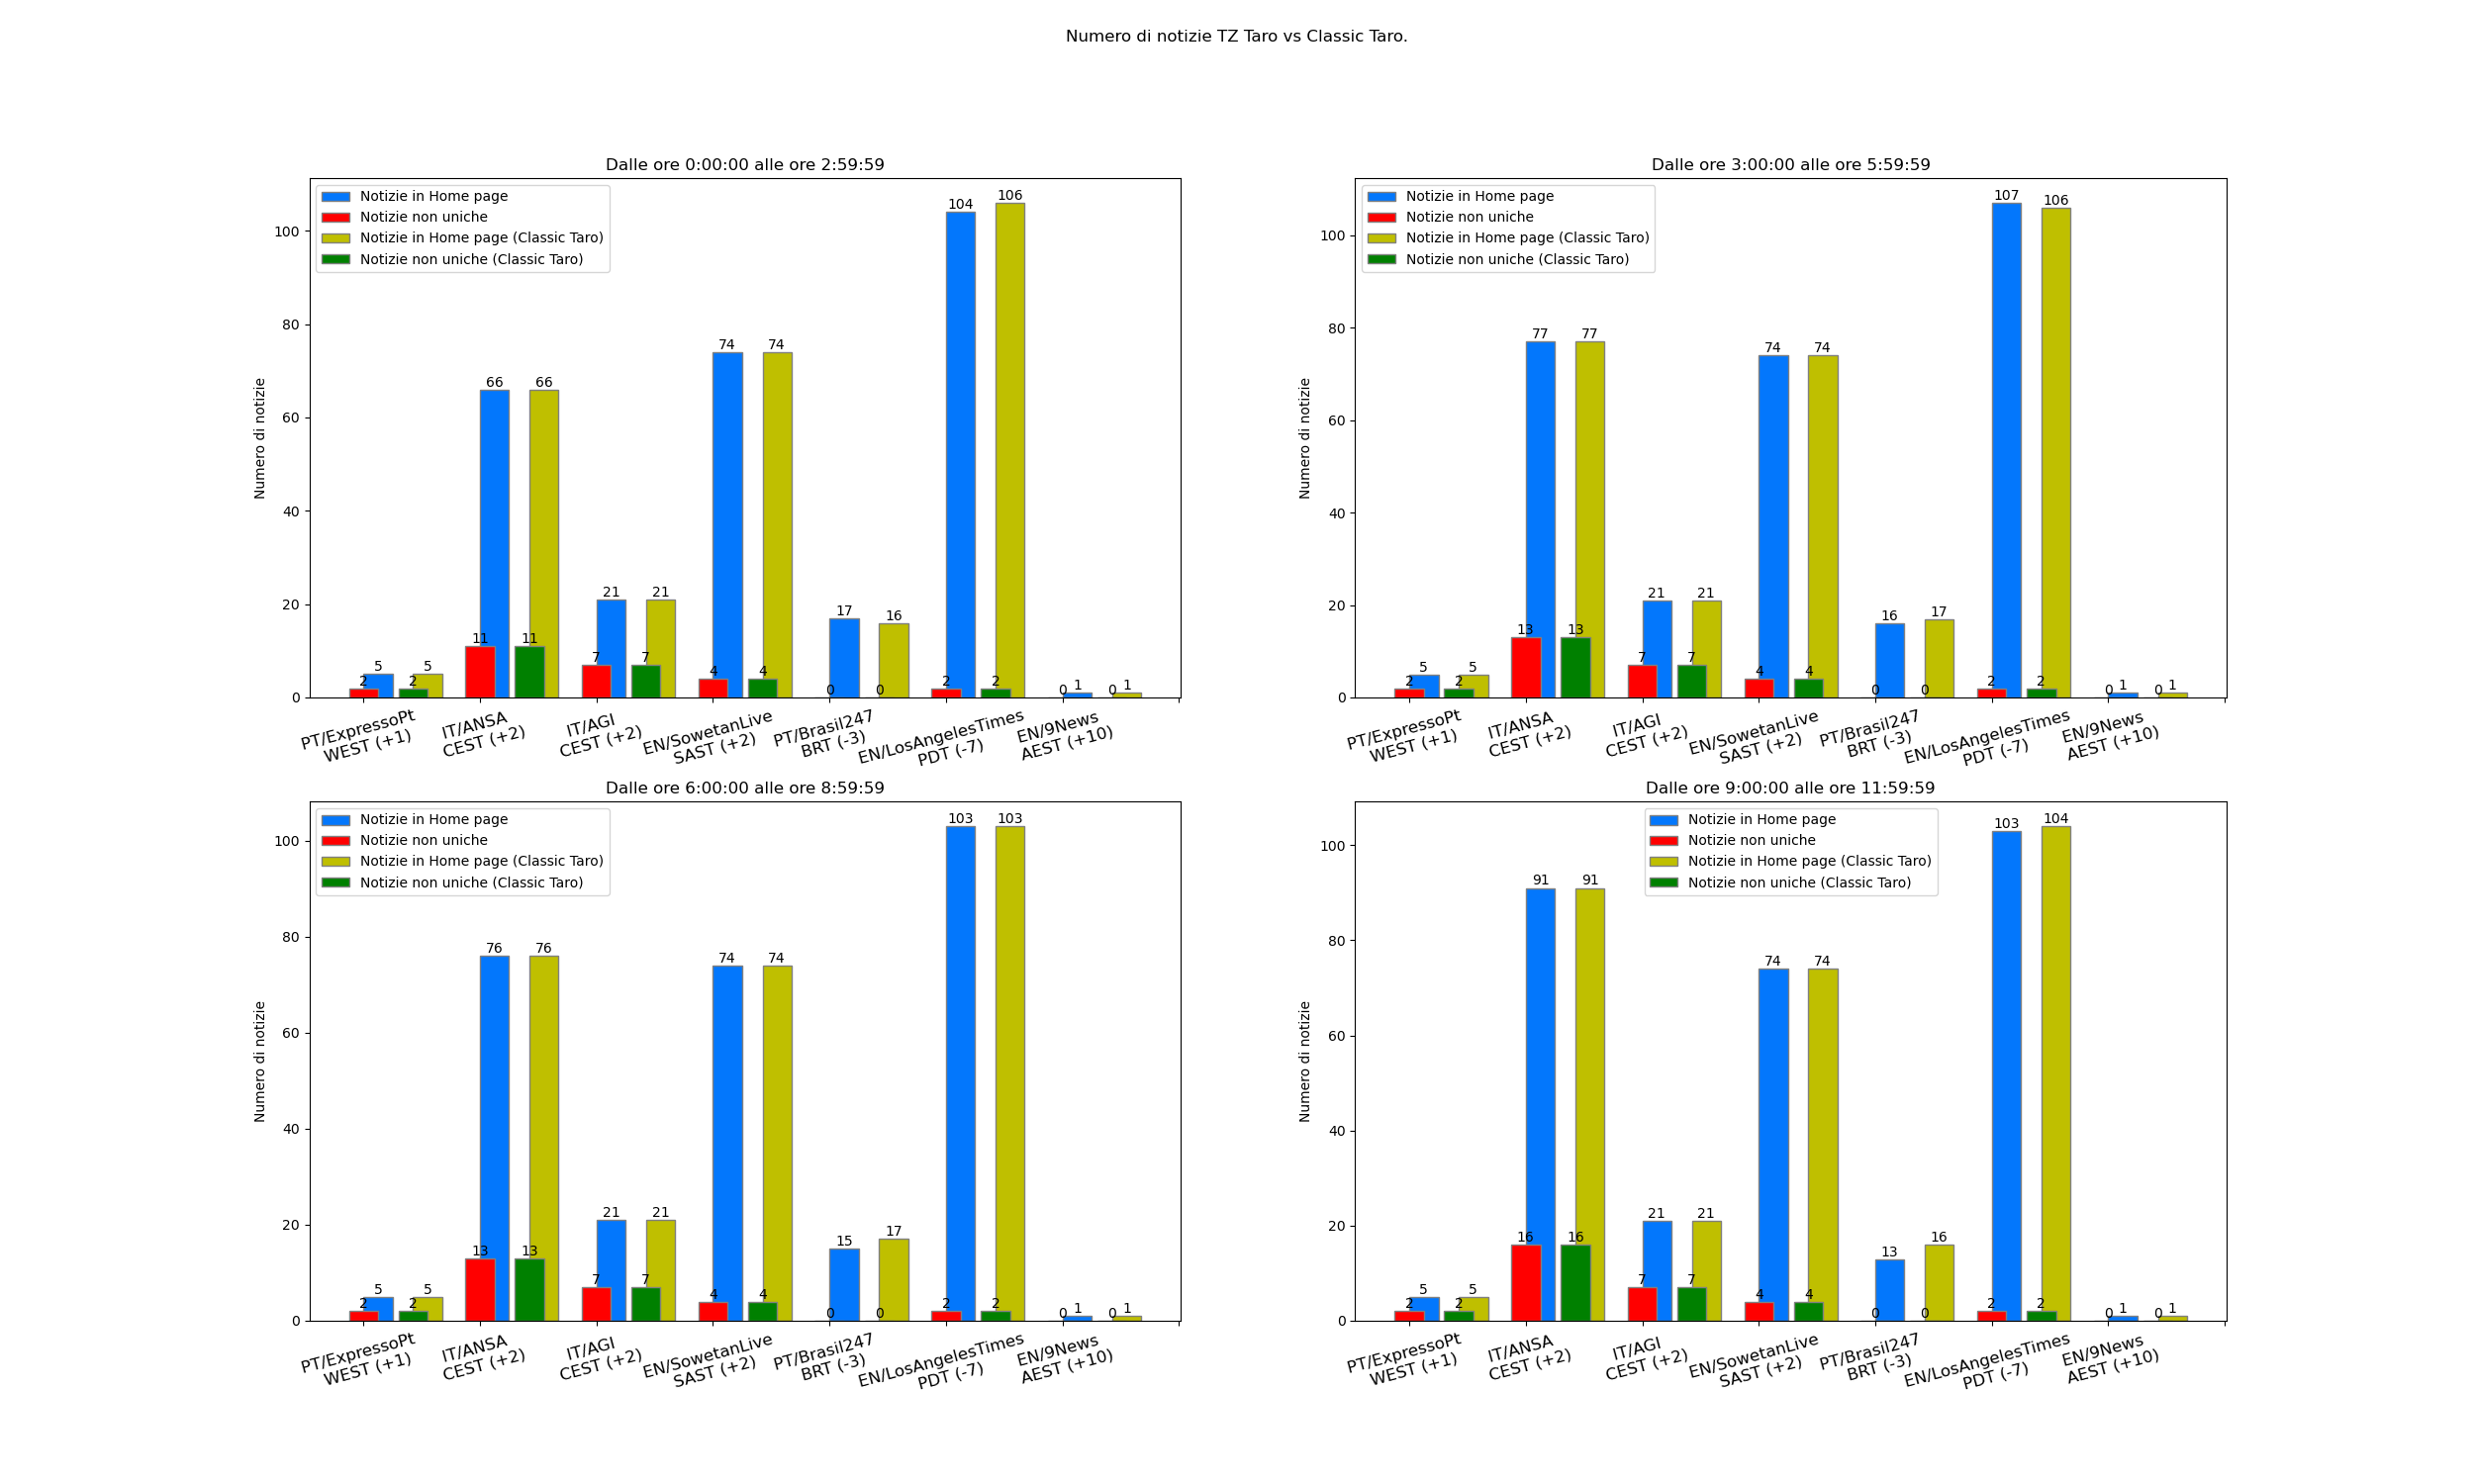 Numero di notizie TZ Taro vs Classic Taro.
Dalle ore 0:00:00 alle ore 2:59:59
Notizie in Home page
Notizie non uniche
Notizie in Home page (Classic Taro)
Notizie non uniche (Classic Taro)
Numero di notizie
100
80
60
40
20
0
2 5 2 5
11 66 11 66
7 21 7 21
4 74 4 74
0 17 0 16
2 104 2 106
0 1 0 1
PT/ExpressoPt
WEST (+1)
IT/ANSA
CEST (+2)
IT/AGI
CEST (+2)
EN/SowetanLive
SAST (+2)
PT/Brasil247
BRT (-3)
EN/LosAngelesTimes
PDT (-7)
EN/9News
AEST (+10)
Dalle ore 3:00:00 alle ore 5:59:59
Notizie in Home page
Notizie non uniche
Notizie in Home page (Classic Taro)
Notizie non uniche (Classic Taro)
Numero di notizie
100
80
60
40
20
0
2 5 2 5
13 77 13 77
7 21 7 21
4 74 4 74
0 16 0 17
2 107 2 106
0 1 0 1
PT/ExpressoPt
WEST (+1)
IT/ANSA
CEST (+2)
IT/AGI
CEST (+2)
EN/SowetanLive
SAST (+2)
PT/Brasil247
BRT (-3)
EN/LosAngelesTimes
PDT (-7)
EN/9News
AEST (+10)
Dalle ore 6:00:00 alle ore 8:59:59
Notizie in Home page
Notizie non uniche
Notizie in Home page (Classic Taro)
Notizie non uniche (Classic Taro)
Numero di notizie
100
80
60
40
20
0
2 5 2 5
13 76 13 76
7 21 7 21
4 74 4 74
0 15 0 17
2 103 2 103
0 1 0 1
PT/ExpressoPt
WEST (+1)
IT/ANSA
CEST (+2)
IT/AGI
CEST (+2)
EN/SowetanLive
SAST (+2)
PT/Brasil247
BRT (-3)
EN/LosAngelesTimes
PDT (-7)
EN/9News
AEST (+10)
Dalle ore 9:00:00 alle ore 11:59:59
Notizie in Home page
Notizie non uniche
Notizie in Home page (Classic Taro)
Notizie non uniche (Classic Taro)
Numero di notizie
100
80
60
40
20
0
2 5 2 5
16 91 16 91
7 21 7 21
4 74 4 74
0 13 0 16
2 103 2 104
0 1 0 1
PT/ExpressoPt
WEST (+1)
IT/ANSA
CEST (+2)
IT/AGI
CEST (+2)
EN/SowetanLive
SAST (+2)
PT/Brasil247
BRT (-3)
EN/LosAngelesTimes
PDT (-7)
EN/9News
AEST (+10)